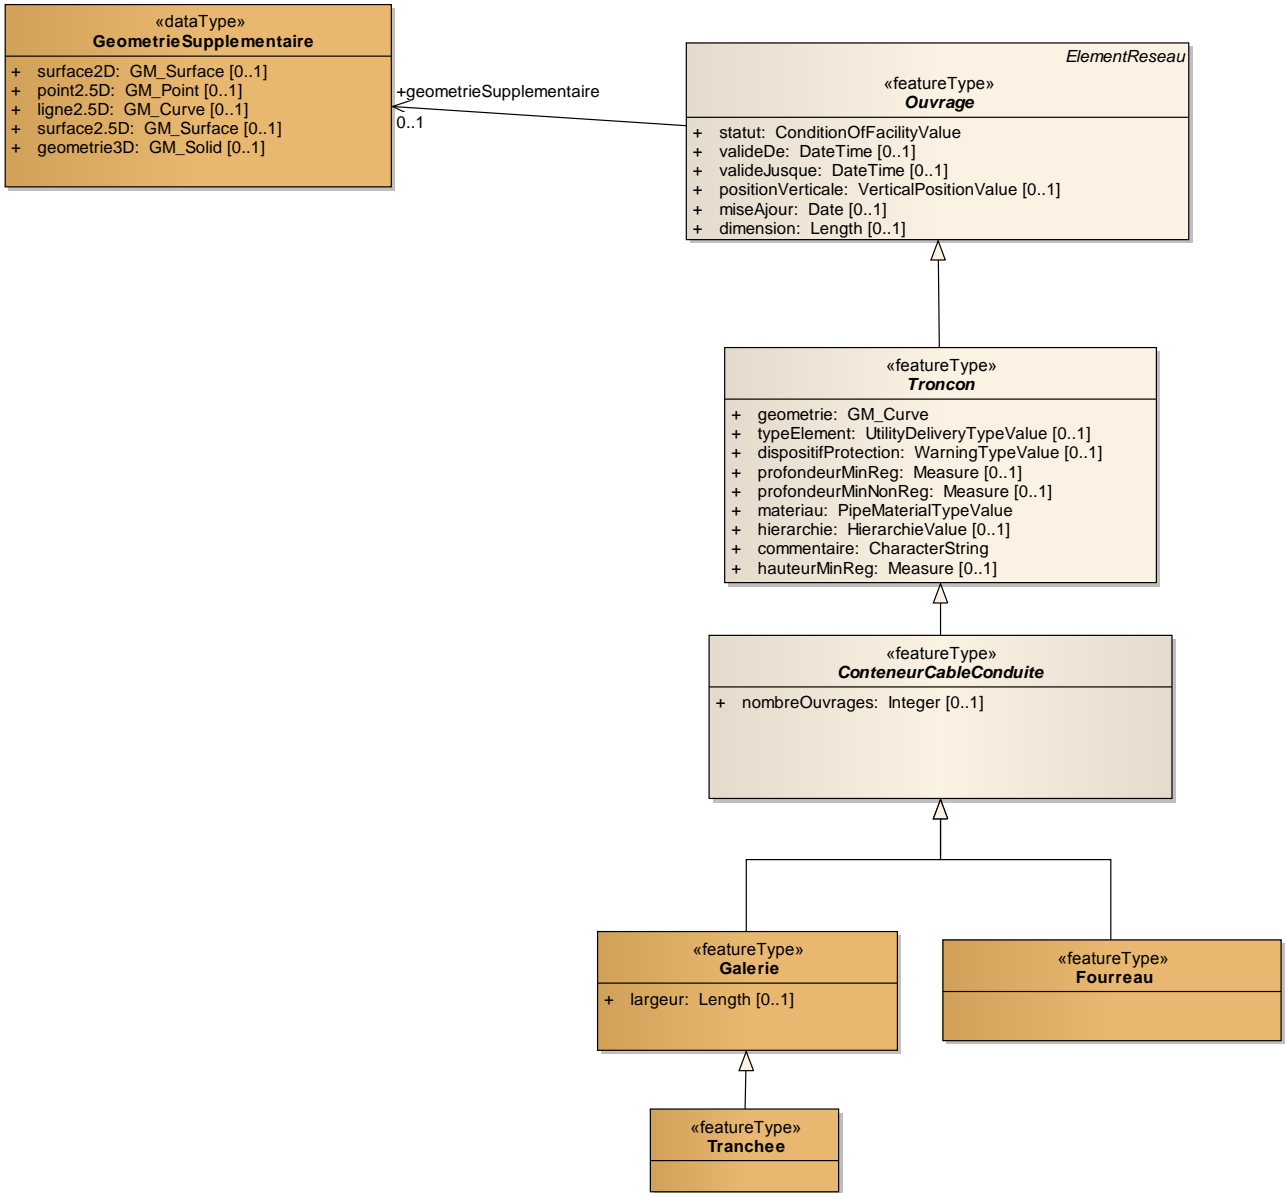 «dataType»
GeometrieSupplementaire
+ surface2D: GM_Surface [0..1]
+ point2.5D: GM_Point [0..1]
+ ligne2.5D: GM_Curve [0..1]
+ surface2.5D: GM_Surface [0..1]
+ geometrie3D: GM_Solid [0..1]
+geometrieSupplementaire
0..1
ElementReseau
«featureType»
Ouvrage
+ statut: ConditionOfFacilityValue
+ valideDe: DateTime [0..1]
+ valideJusque: DateTime [0..1]
+ positionVerticale: VerticalPositionValue [0..1]
+ miseAjour: Date [0..1]
+ dimension: Length [0..1]
«featureType»
Troncon
+ geometrie: GM_Curve
+ typeElement: UtilityDeliveryTypeValue [0..1]
+ dispositifProtection: WarningTypeValue [0..1]
+ profondeurMinReg: Measure [0..1]
+ profondeurMinNonReg: Measure [0..1]
+ materiau: PipeMaterialTypeValue
+ hierarchie: HierarchieValue [0..1]
+ commentaire: CharacterString
+ hauteurMinReg: Measure [0..1]
«featureType»
ConteneurCableConduite
+ nombreOuvrages: Integer [0..1]
«featureType»
Galerie
+ largeur: Length [0..1]
«featureType»
Fourreau
«featureType»
Tranchee